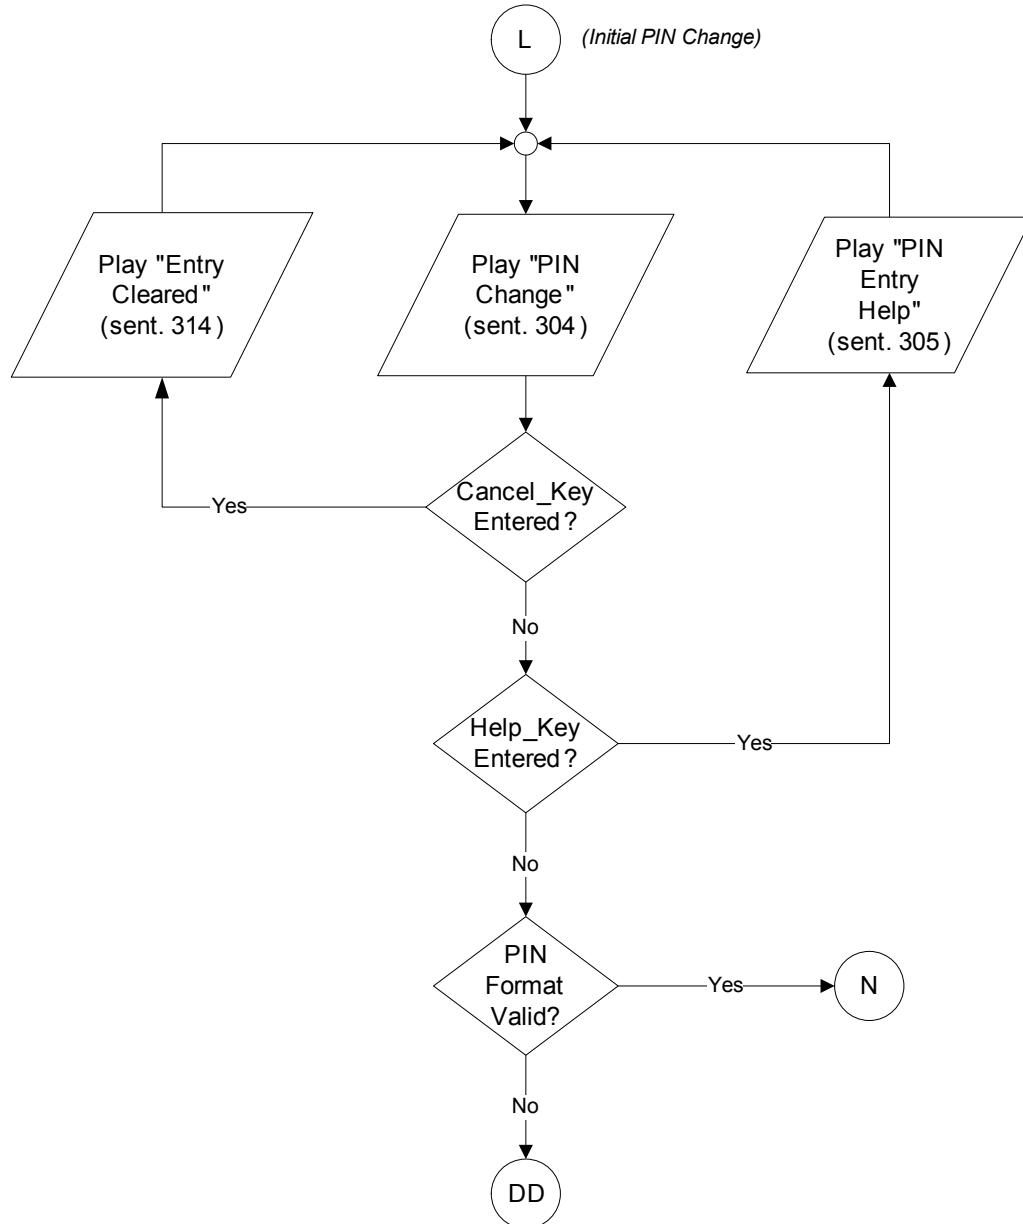 L
(Initial PIN Change)
Play "Entry
Cleared"
(sent. 314)
Play "PIN
Change"
(sent. 304)
Play "PIN
Entry
Help"
(sent. 305)
Cancel_Key
Entered?
Yes
No
Help_Key
Entered?
Yes
No
PIN
Format
Valid?
Yes
N
No
DD